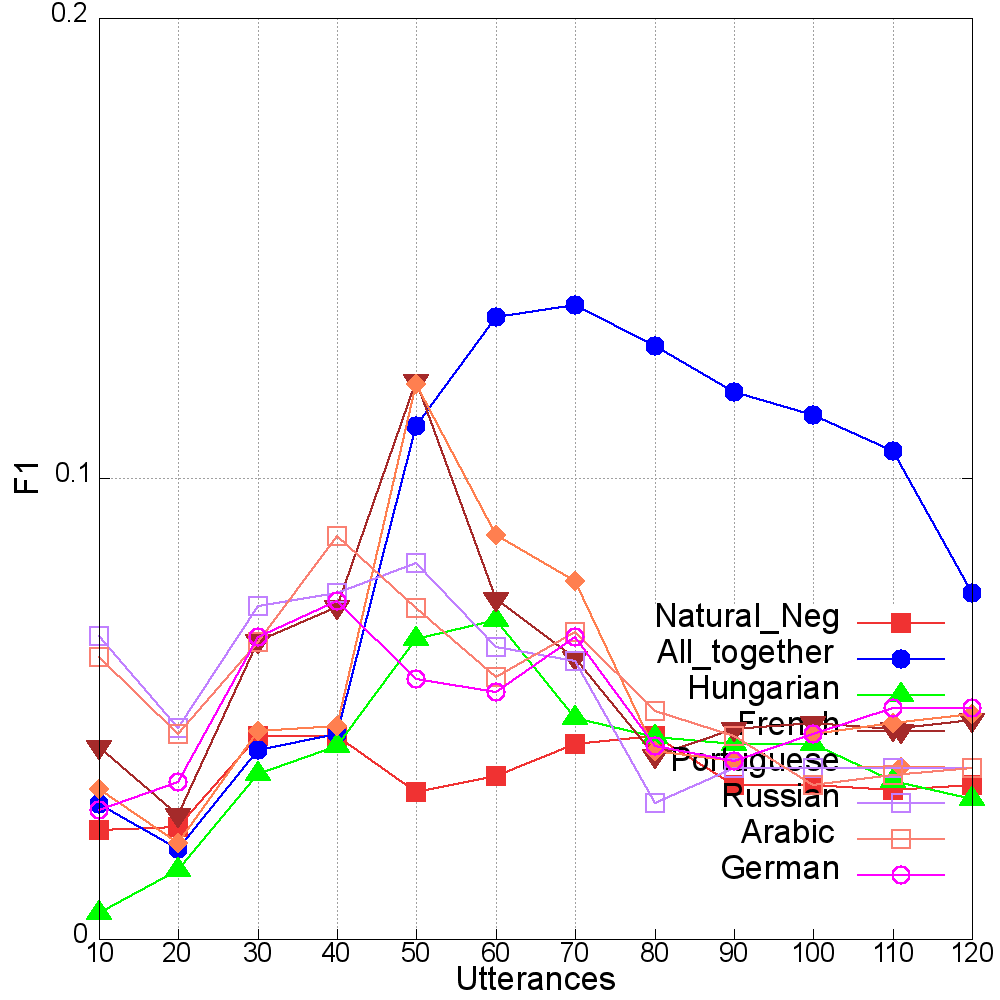 0.2
0.1
0
F1
10 20 30 40 50 60 70 80 90 100 110 120
Utterances
Natural_Neg
All_together
Hungarian
French
Portuguese
Russian
Arabic
German